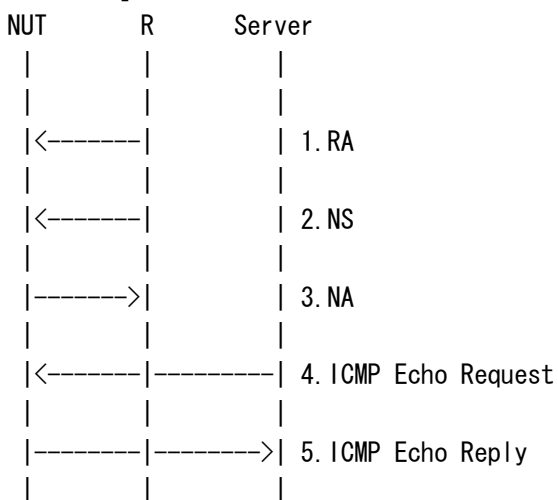 NUT R Server
1.RA
2.NS
3.NA
4.ICMP Echo Request
5.ICMP Echo Reply